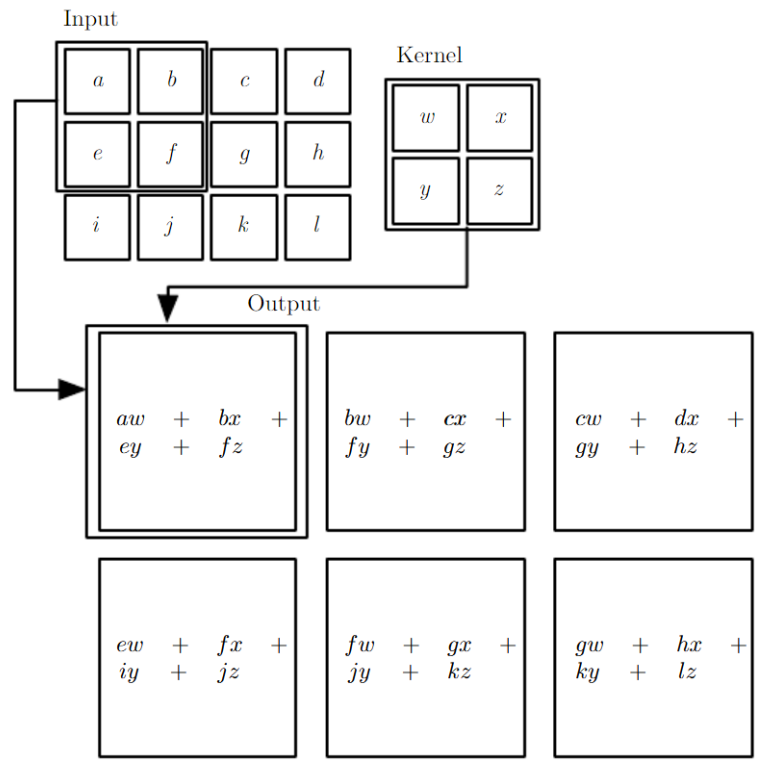 Input
Kernel
a b c d
w x
e f g h
y z
i j k l
Output
aw + bx +
ey + fz
bw + cx +
fy + gz
cw + dx +
gy + hz
ew + fx +
iy + jz
fw + gx +
jy + kz
gw + hx +
ky + lz